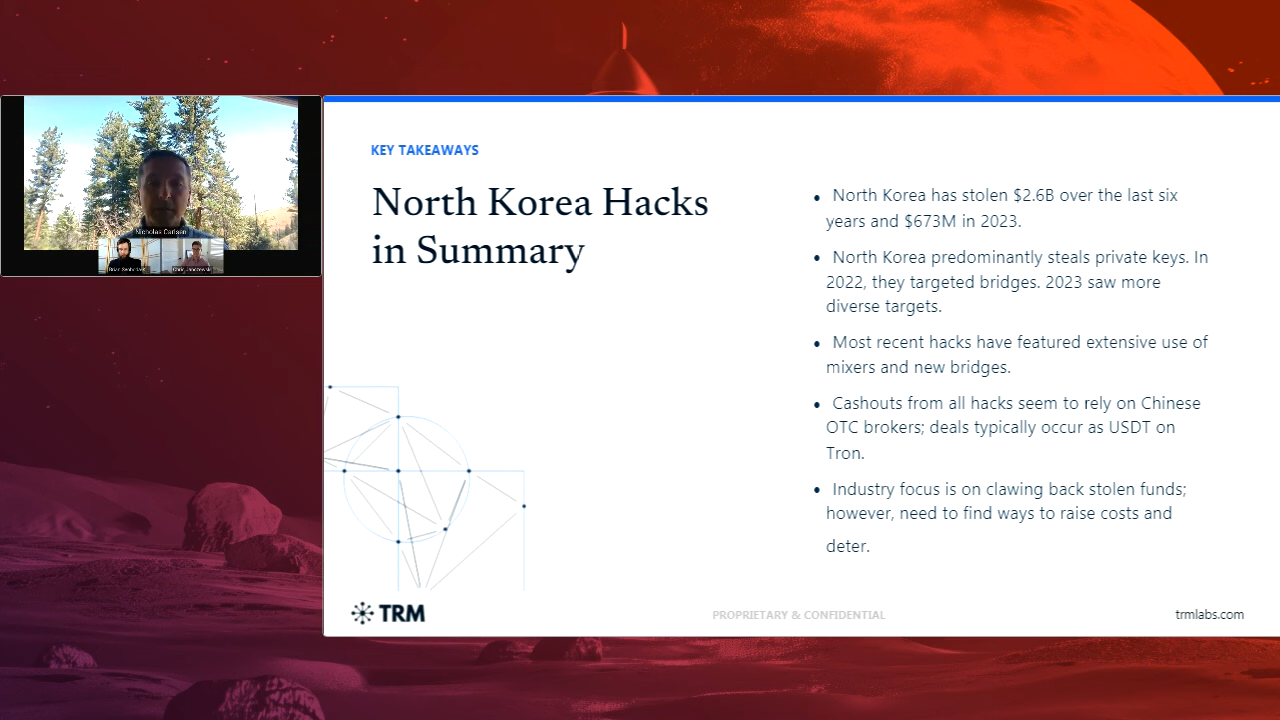 Nicholas Carlsen
Brian Svoboda
Chris Janczewski
KEY TAKEAWAYS
North Korea Hacks
in Summary
• North Korea has stolen $2.6B over the last six
years and $673M in 2023.
• North Korea predominantly steals private keys. In
2022, they targeted bridges. 2023 saw more
diverse targets.
• Most recent hacks have featured extensive use of
mixers and new bridges.
• Cashouts from all hacks seem to rely on Chinese
OTC brokers; deals typically occur as USDT on
Tron.
• Industry focus is on clawing back stolen funds;
however, need to find ways to raise costs and
deter.
TRM
PROPRIETARY & CONFIDENTIAL
trmlabs.com